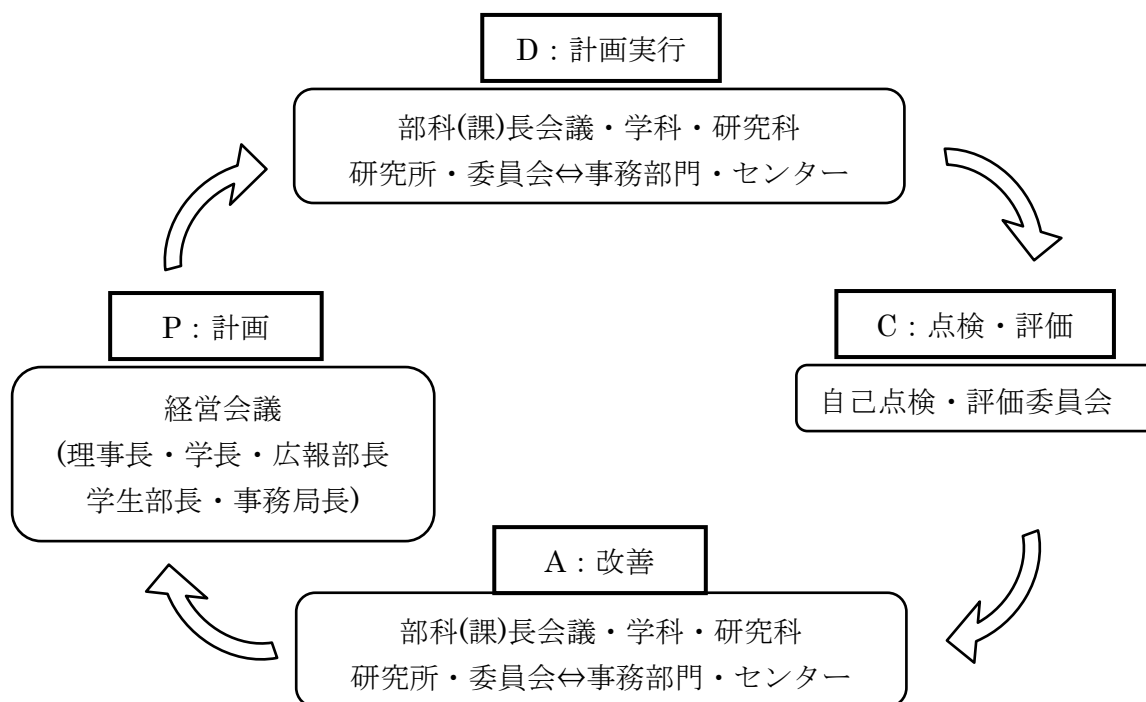 D：計画実行
部科(課)長会議・学科・研究科
研究所・委員会⇔事務部門・センター
P：計画
経営会議
(理事長・学長・広報部長
学生部長・事務局長)
C：点検・評価
自己点検・評価委員会
A：改善
部科(課)長会議・学科・研究科
研究所・委員会⇔事務部門・センター